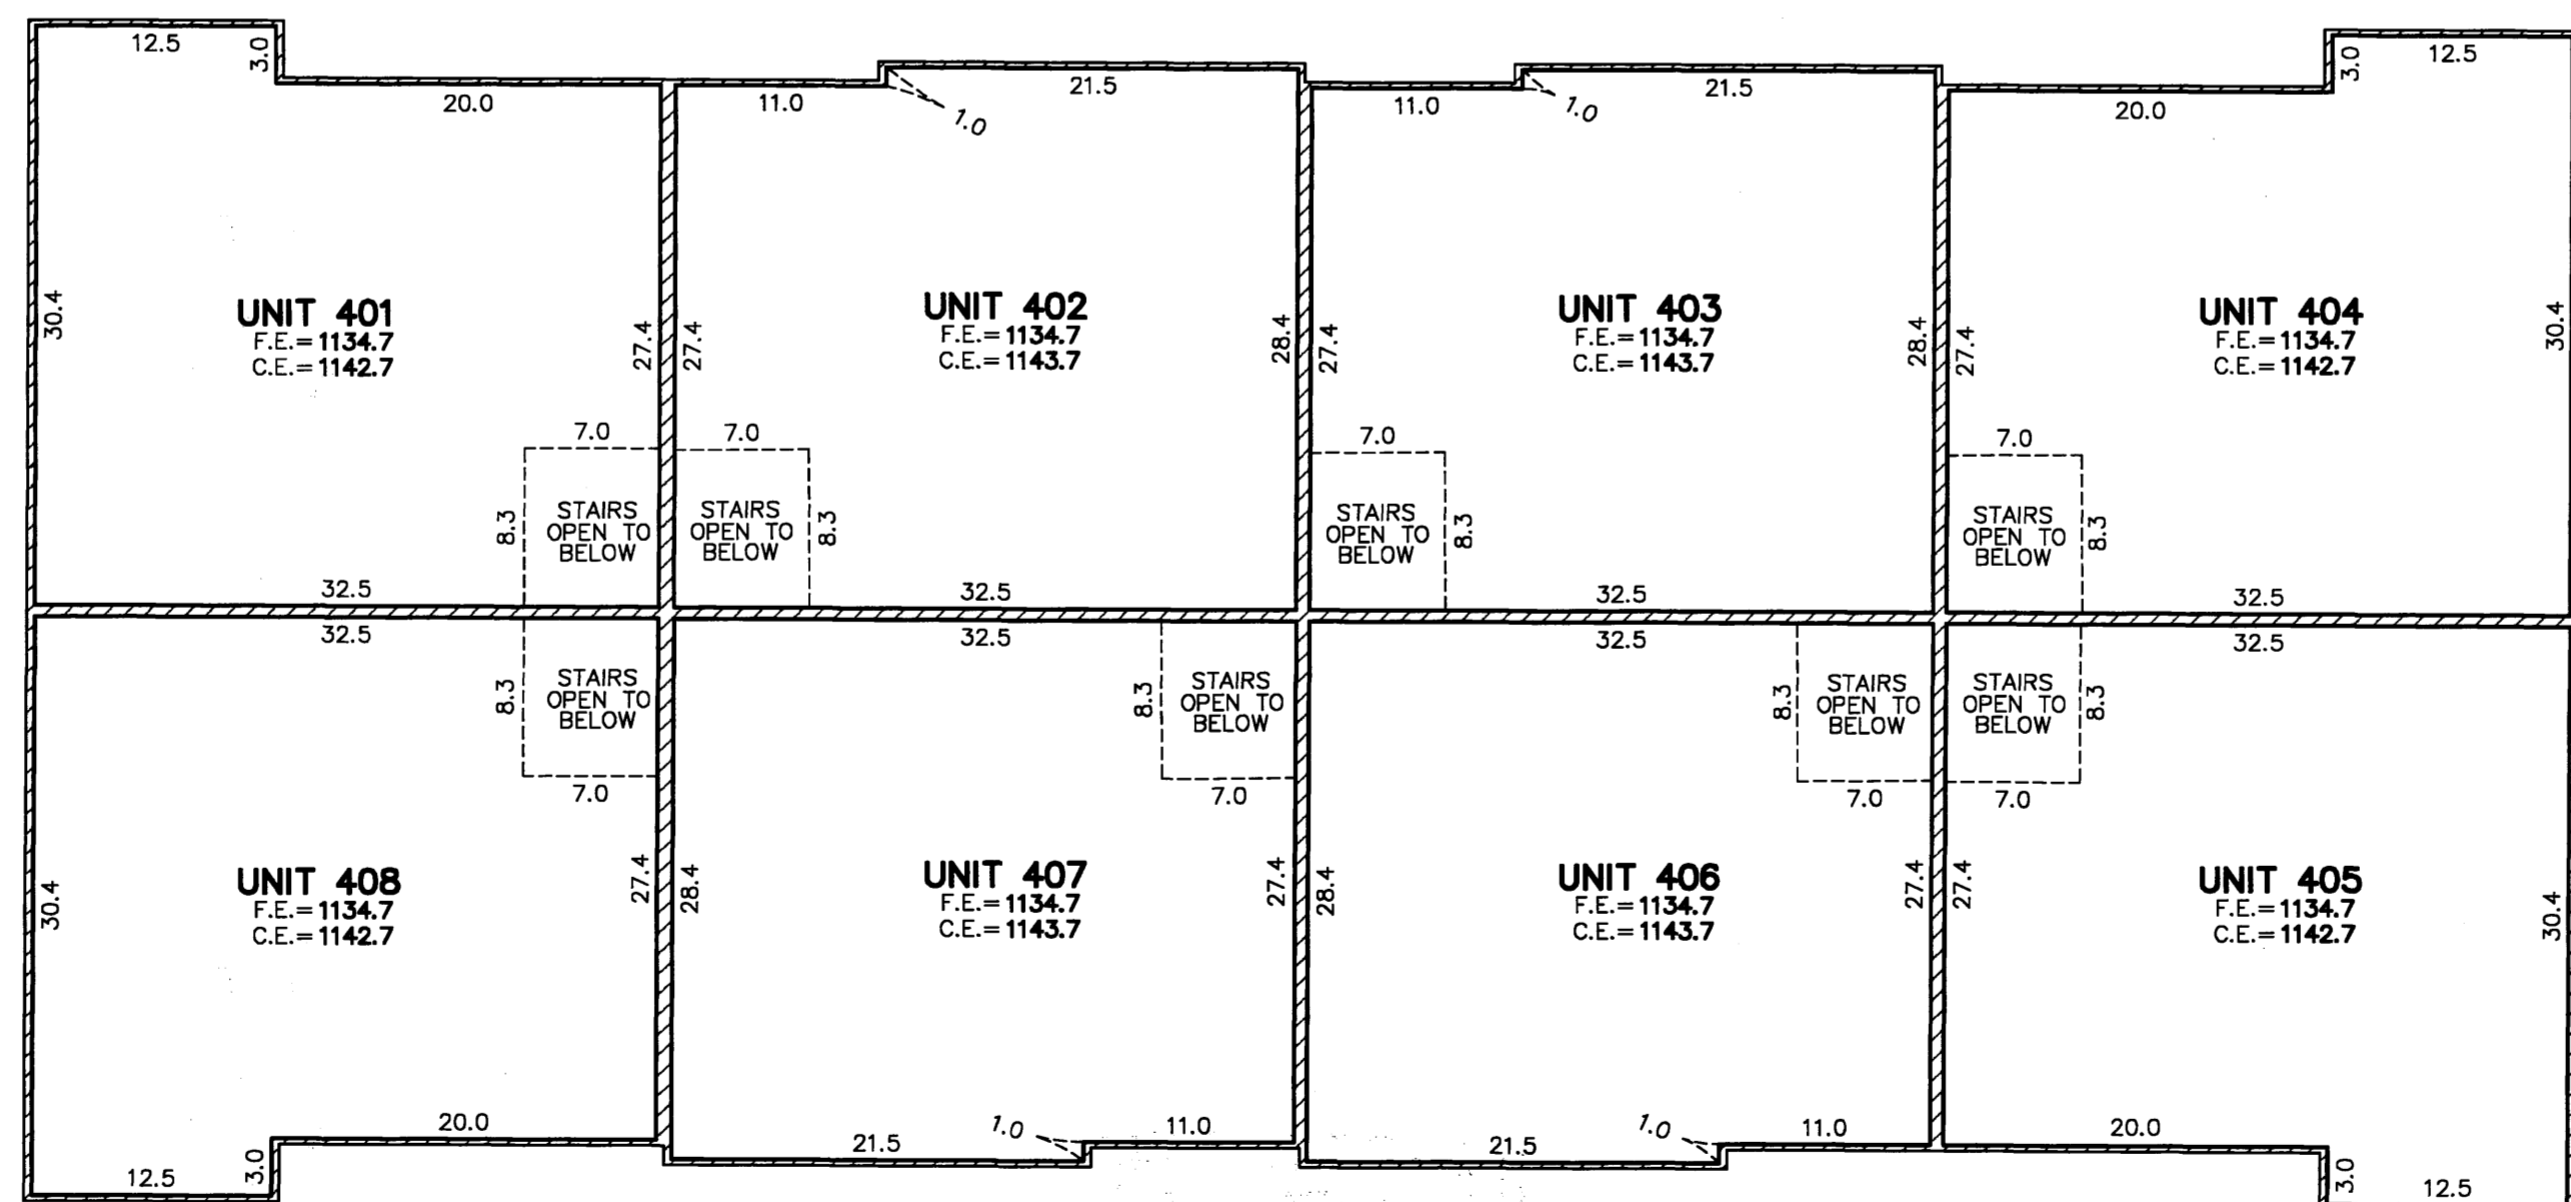 12.5
3.0
20.0
30.4
27.4
UNIT 401
F.E.= 1134.7
C.E.= 1142.7
7.0
8.3
STAIRS
OPEN TO
BELOW
32.5
11.0
1.0
21.5
27.4
28.4
UNIT 402
F.E.= 1134.7
C.E.= 1143.7
7.0
STAIRS
OPEN TO
BELOW
8.3
32.5
11.0
1.0
21.5
27.4
28.4
UNIT 403
F.E.= 1134.7
C.E.= 1143.7
7.0
STAIRS
OPEN TO
BELOW
8.3
32.5
20.0
3.0
12.5
27.4
30.4
UNIT 404
F.E.= 1134.7
C.E.= 1142.7
7.0
STAIRS
OPEN TO
BELOW
8.3
32.5
32.5
8.3
STAIRS
OPEN TO
BELOW
7.0
30.4
UNIT 408
F.E.= 1134.7
C.E.= 1142.7
27.4
20.0
3.0
12.5
32.5
8.3
STAIRS
OPEN TO
BELOW
7.0
28.4
UNIT 407
F.E.= 1134.7
C.E.= 1143.7
27.4
21.5
1.0
11.0
32.5
8.3
STAIRS
OPEN TO
BELOW
7.0
28.4
UNIT 406
F.E.= 1134.7
C.E.= 1143.7
27.4
21.5
1.0
11.0
32.5
STAIRS
OPEN TO
BELOW
8.3
7.0
27.4
UNIT 405
F.E.= 1134.7
C.E.= 1142.7
30.4
20.0
3.0
12.5